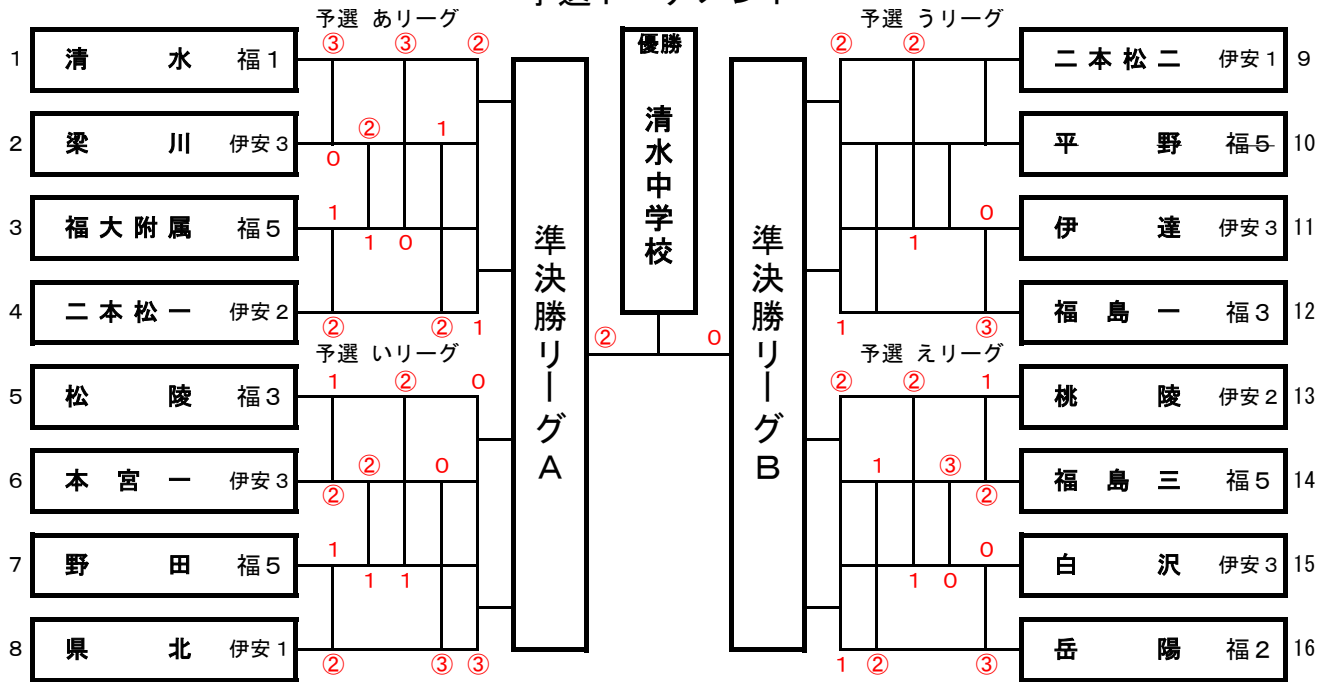 予選 あリーグ
1 清水 福1
2 梁川 伊安3
3 福大附属 福5
4 二本松一 伊安2
③ ③ ②
② 1
0
1
1 0
② ② 1
予選 いリーグ
5 松陵 福3
6 本宮一 伊安3
7 野田 福5
8 県北 伊安1
1 ② 0
② 0
②
1
1 1
② ③ ③
準決勝リーグA
優勝
清水中学校
② 0
準決勝リーグB
予選 うリーグ
② ②
0
1
1 ③
二本松二 伊安1 9
平野 福5 10
伊達 伊安3 11
福島一 福3 12
予選 えリーグ
② ② 1
1 ③
②
0
1 0
1 ② ③
桃陵 伊安2 13
福島三 福5 14
白沢 伊安3 15
岳陽 福2 16